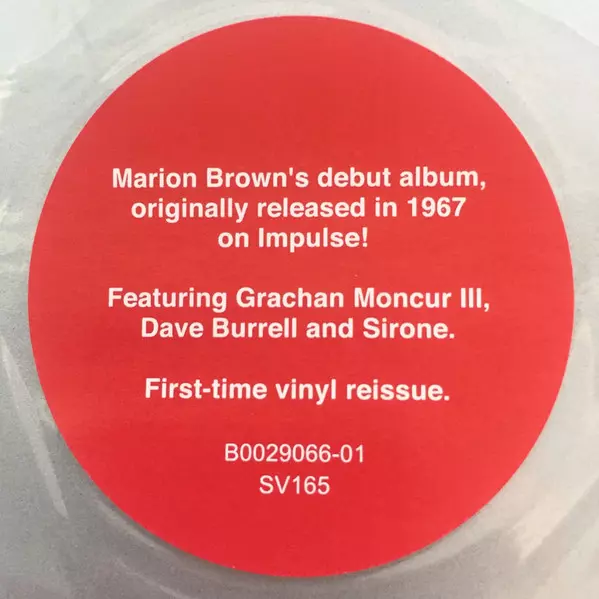 Marion Brown's debut album,
originally released in 1967
on Impulse!
Featuring Grachan Moncur III,
Dave Burrell and Sirone.
First-time vinyl reissue.
B0029066-01
SV165